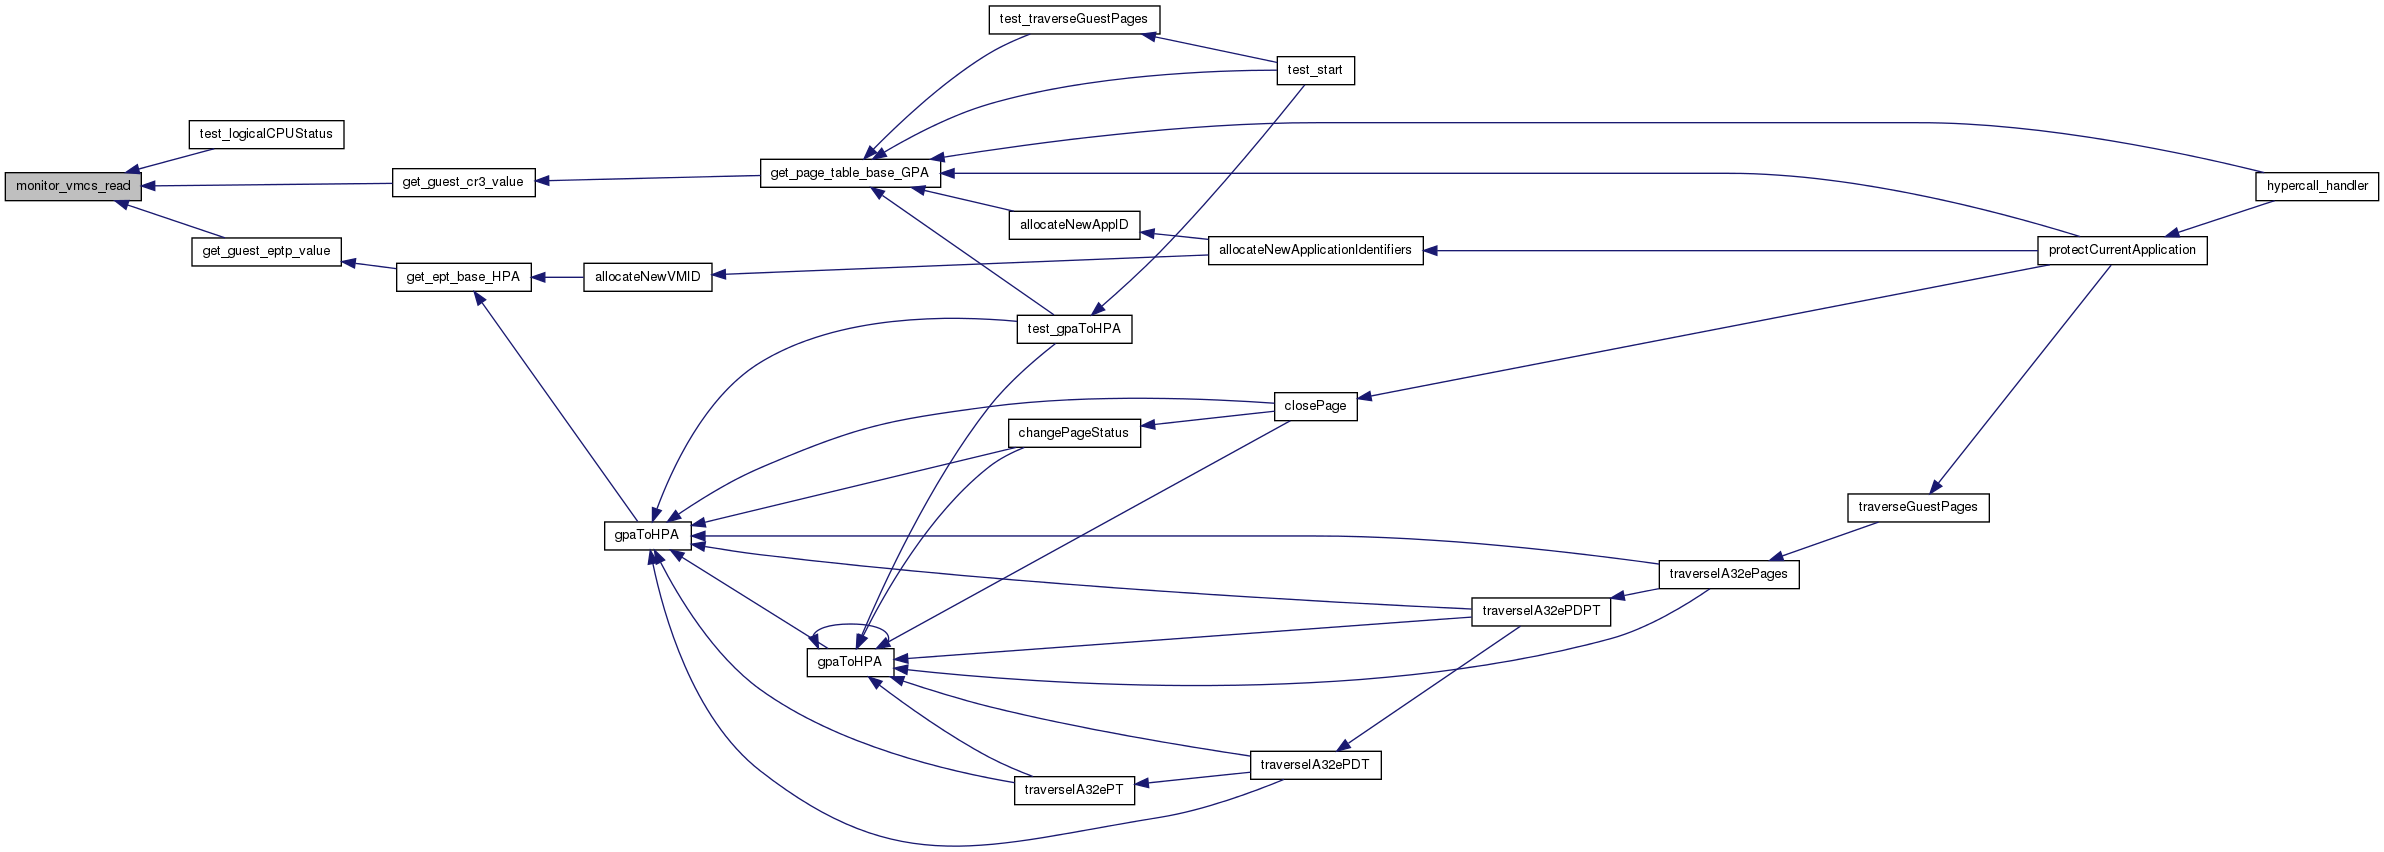 test_traverseGuestPages
test_start
test_logicalCPUStatus
monitor_vmcs_read
get_guest_cr3_value
get_page_table_base_GPA
hypercall_handler
allocateNewAppID
get_guest_eptp_value
allocateNewApplicationIdentifiers
protectCurrentApplication
get_ept_base_HPA
allocateNewVMID
test_gpaToHPA
closePage
changePageStatus
traverseGuestPages
gpaToHPA
traverseIA32ePages
traverseIA32ePDPT
gpaToHPA
traverseIA32ePDT
traverseIA32ePT